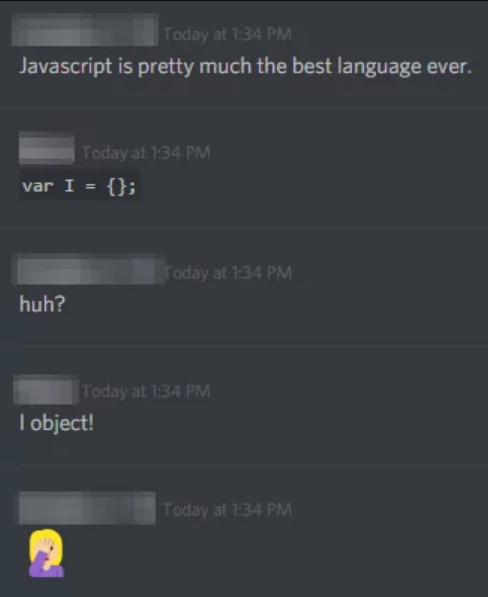 Today at 1:34 PM
Javascript is pretty much the best language ever.
Today at 1:34 PM
var I = {};
Today at 1:34 PM
huh?
Today at 1:34 PM
I object!
Today at 1:34 PM